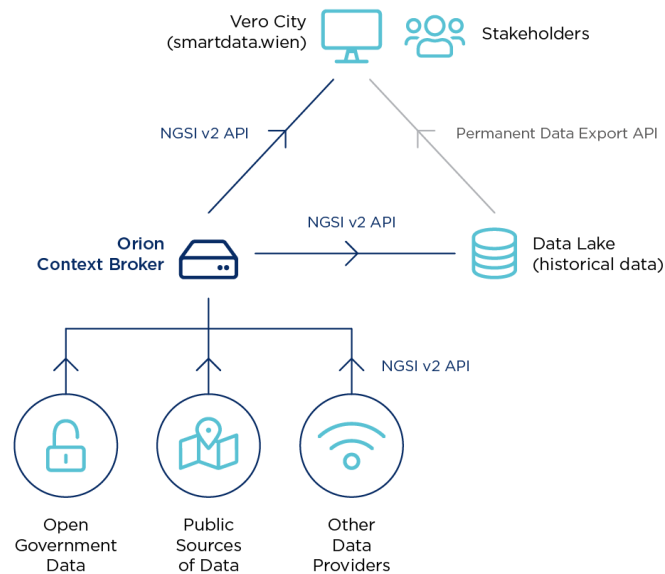 Vero City
(smartdata.wien)
Stakeholders
NGSI v2 API
Permanent Data Export API
NGSI v2 API
Orion
Context Broker
Data Lake
(historical data)
NGSI v2 API
Open
Government
Data
Public
Sources
of Data
Other
Data
Providers